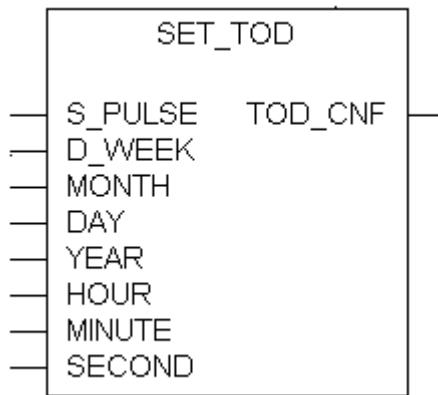 SET_TOD
S_PULSE TOD_CNF
D_WEEK
MONTH
DAY
YEAR
HOUR
MINUTE
SECOND